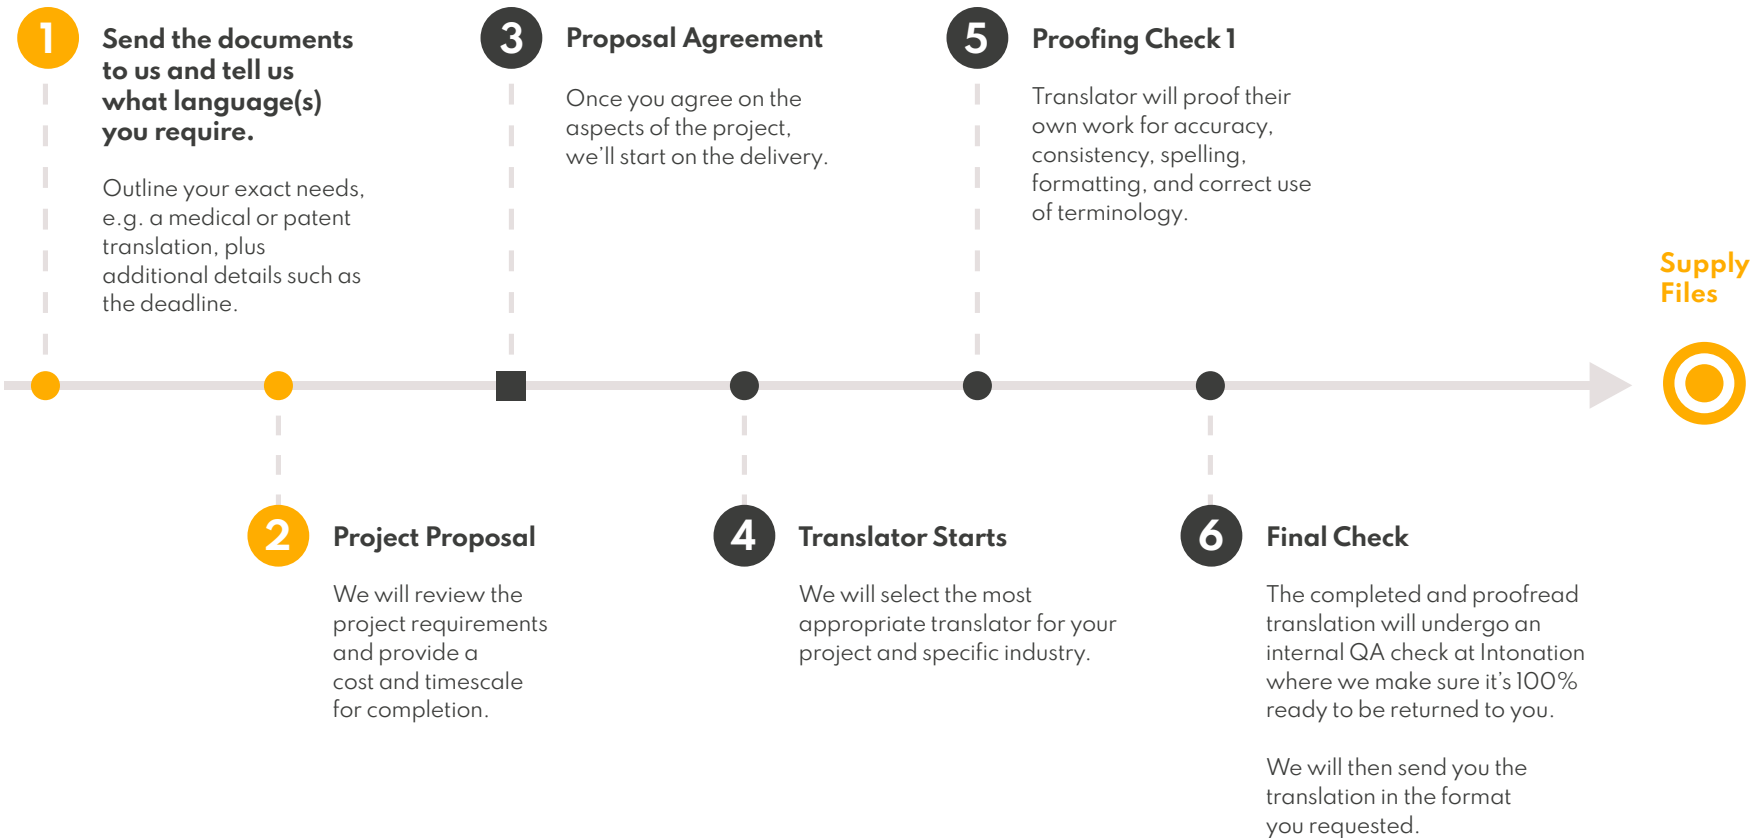 1
Send the documents
to us and tell us
what language(s)
you require.
Outline your exact needs,
e.g. a medical or patent
translation, plus
additional details such as
the deadline.
2
Project Proposal
We will review the
project requirements
and provide a
cost and timescale
for completion.
3
Proposal Agreement
Once you agree on the
aspects of the project,
we’ll start on the delivery.
4
Translator Starts
We will select the most
appropriate translator for your
project and specific industry.
5
Proofing Check 1
Translator will proof their
own work for accuracy,
consistency, spelling,
formatting, and correct use
of terminology.
6
Final Check
The completed and proofread
translation will undergo an
internal QA check at Intonation
where we make sure it’s 100%
ready to be returned to you.
We will then send you the
translation in the format
you requested.
Supply
Files